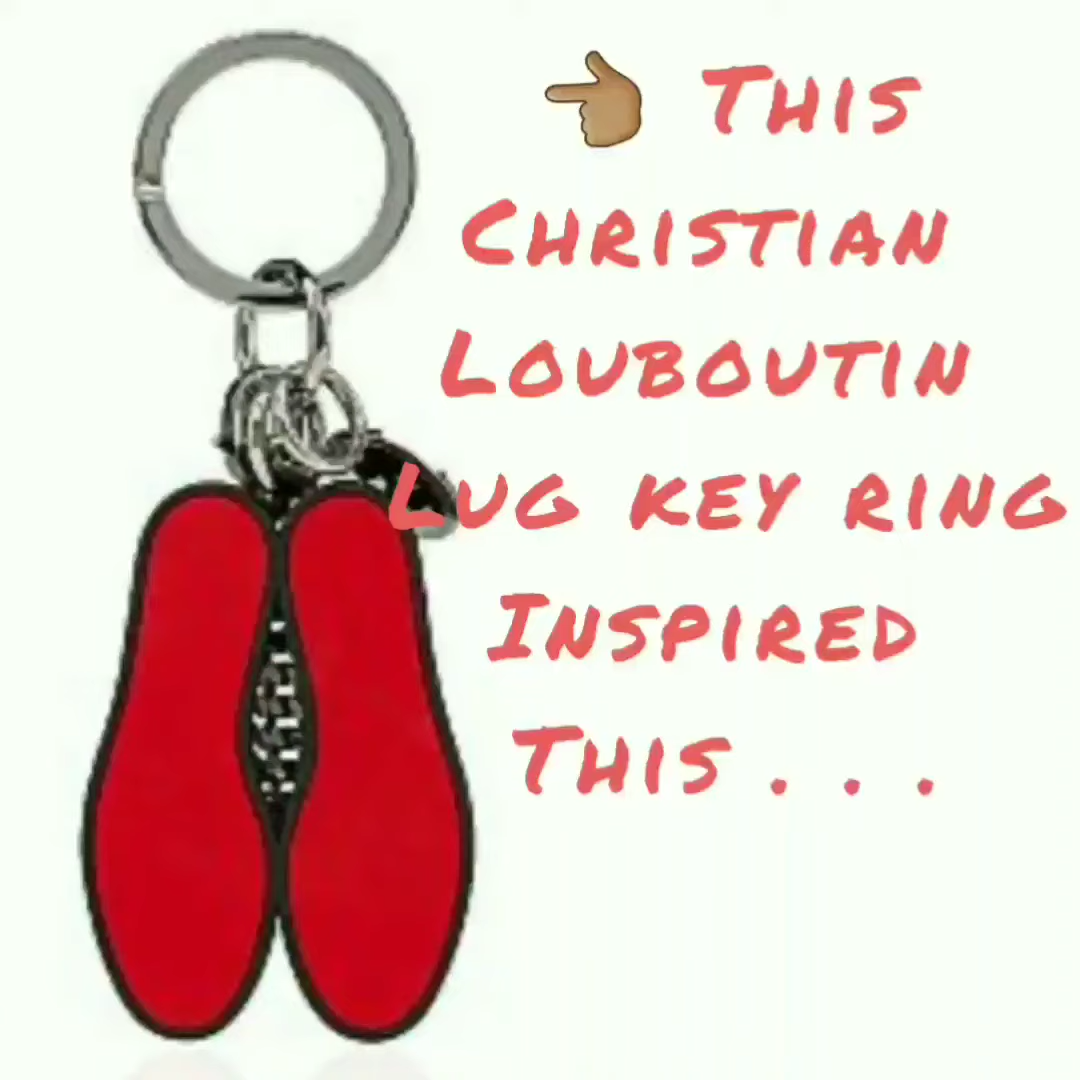 👈🏾 This
Christian
Louboutin
Lug key ring
Inspired
This . . .